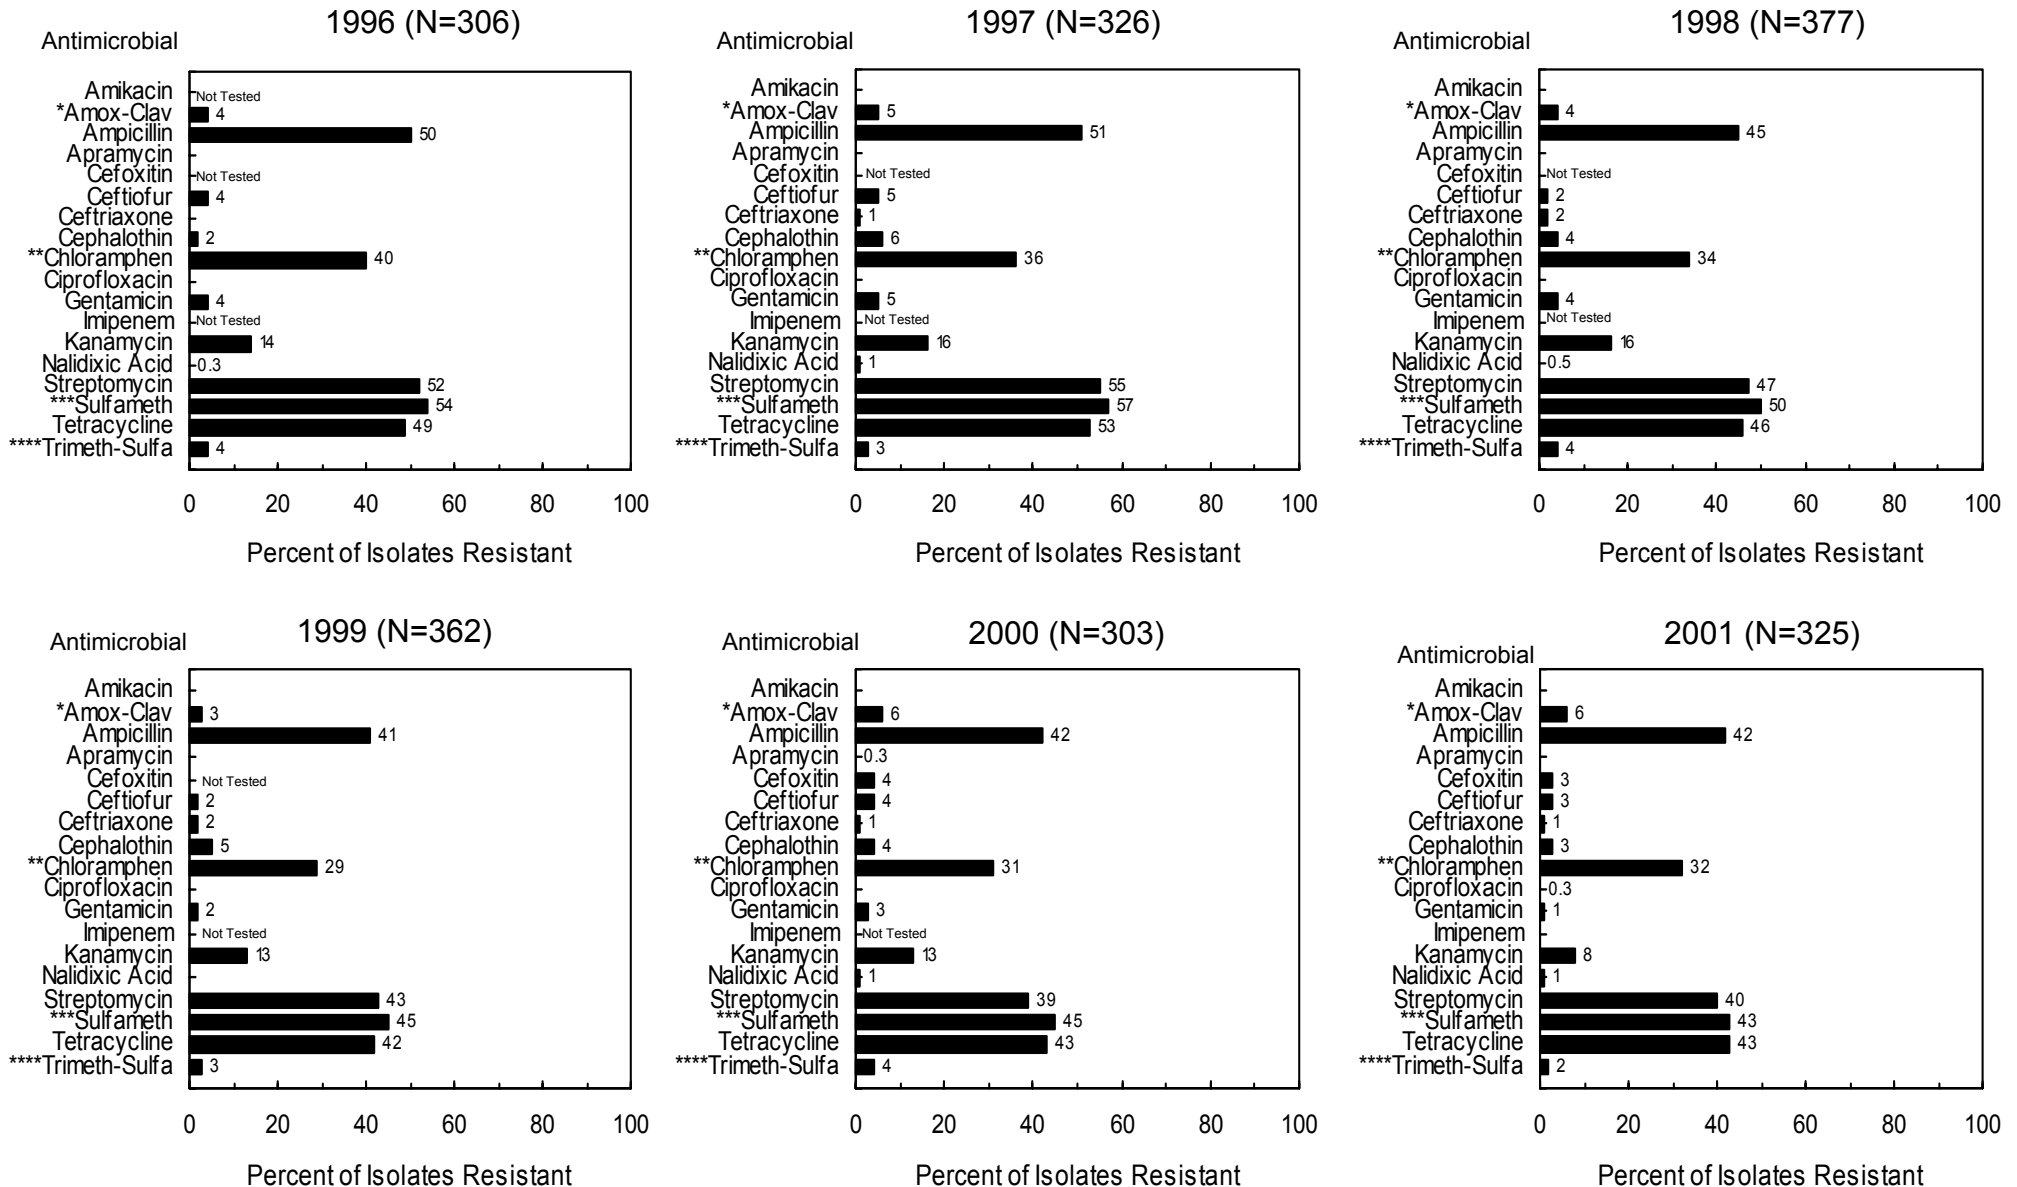 1996 (N=306)
Antimicrobial
Amikacin Not Tested
*Amox-Clav 4
Ampicillin 50
Apramycin
Cefoxitin Not Tested
Ceftiofur 4
Ceftriaxone
Cephalothin 2
**Chloramphen 40
Ciprofloxacin
Gentamicin 4
Imipenem Not Tested
Kanamycin 14
Nalidixic Acid 0.3
Streptomycin 52
***Sulfameth 54
Tetracycline 49
****Trimeth-Sulfa 4
0 20 40 60 80 100
Percent of Isolates Resistant
1997 (N=326)
Antimicrobial
Amikacin
*Amox-Clav 5
Ampicillin 51
Apramycin
Cefoxitin Not Tested
Ceftiofur 5
Ceftriaxone 1
Cephalothin 6
**Chloramphen 36
Ciprofloxacin
Gentamicin 5
Imipenem Not Tested
Kanamycin 16
Nalidixic Acid 1
Streptomycin 55
***Sulfameth 57
Tetracycline 53
****Trimeth-Sulfa 3
0 20 40 60 80 100
Percent of Isolates Resistant
1998 (N=377)
Antimicrobial
Amikacin
*Amox-Clav 4
Ampicillin 45
Apramycin
Cefoxitin Not Tested
Ceftiofur 2
Ceftriaxone 2
Cephalothin 4
**Chloramphen 34
Ciprofloxacin
Gentamicin 4
Imipenem Not Tested
Kanamycin 16
Nalidixic Acid 0.5
Streptomycin 47
***Sulfameth 50
Tetracycline 46
****Trimeth-Sulfa 4
0 20 40 60 80 100
Percent of Isolates Resistant
1999 (N=362)
Antimicrobial
Amikacin
*Amox-Clav 3
Ampicillin 41
Apramycin
Cefoxitin Not Tested
Ceftiofur 2
Ceftriaxone 2
Cephalothin 5
**Chloramphen 29
Ciprofloxacin
Gentamicin 2
Imipenem Not Tested
Kanamycin 13
Nalidixic Acid
Streptomycin 43
***Sulfameth 45
Tetracycline 42
****Trimeth-Sulfa 3
0 20 40 60 80 100
Percent of Isolates Resistant
2000 (N=303)
Antimicrobial
Amikacin
*Amox-Clav 6
Ampicillin 42
Apramycin 0.3
Cefoxitin 4
Ceftiofur 4
Ceftriaxone 1
Cephalothin 4
**Chloramphen 31
Ciprofloxacin
Gentamicin 3
Imipenem Not Tested
Kanamycin 13
Nalidixic Acid 1
Streptomycin 39
***Sulfameth 45
Tetracycline 43
****Trimeth-Sulfa 4
0 20 40 60 80 100
Percent of Isolates Resistant
2001 (N=325)
Antimicrobial
Amikacin
*Amox-Clav 6
Ampicillin 42
Apramycin
Cefoxitin 3
Ceftiofur 3
Ceftriaxone 1
Cephalothin 3
**Chloramphen 32
Ciprofloxacin 0.3
Gentamicin 1
Imipenem
Kanamycin 8
Nalidixic Acid 1
Streptomycin 40
***Sulfameth 43
Tetracycline 43
****Trimeth-Sulfa 2
0 20 40 60 80 100
Percent of Isolates Resistant